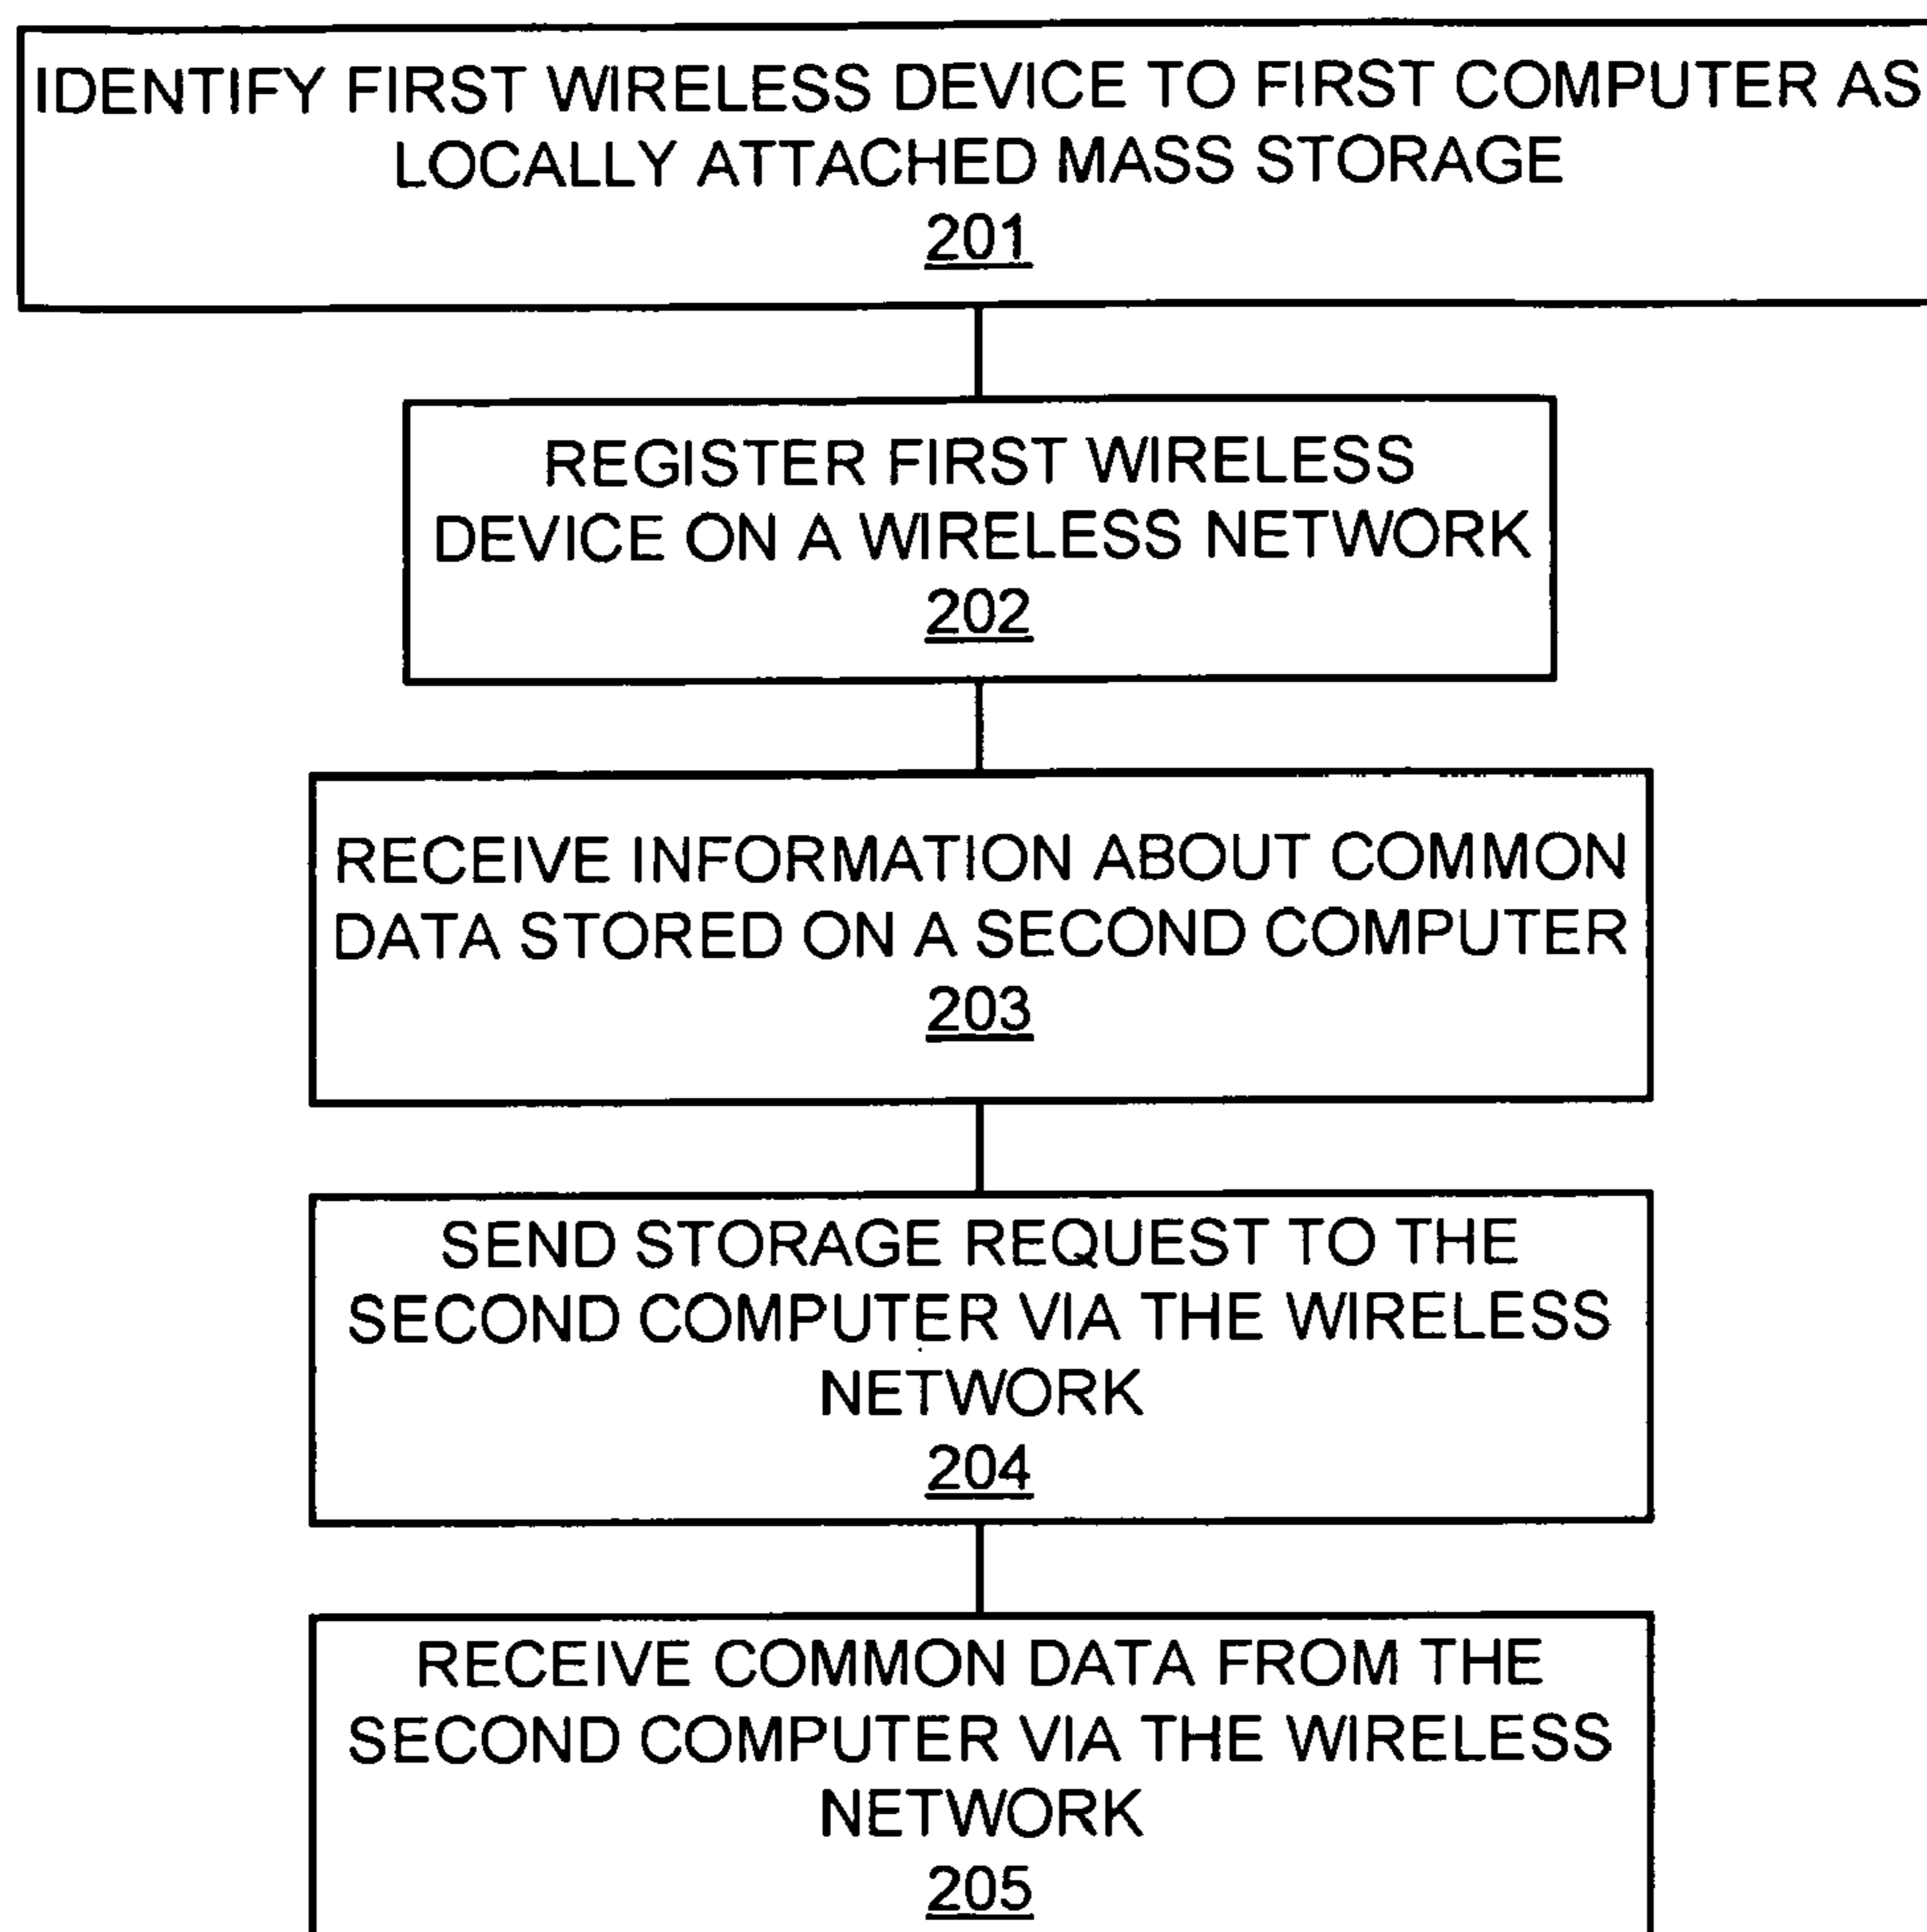 IDENTIFY FIRST WIRELESS DEVICE TO FIRST COMPUTER AS
LOCALLY ATTACHED MASS STORAGE
201
REGISTER FIRST WIRELESS
DEVICE ON A WIRELESS NETWORK
202
RECEIVE INFORMATION ABOUT COMMON
DATA STORED ON A SECOND COMPUTER
203
SEND STORAGE REQUEST TO THE
SECOND COMPUTER VIA THE WIRELESS
NETWORK
204
RECEIVE COMMON DATA FROM THE
SECOND COMPUTER VIA THE WIRELESS
NETWORK
205